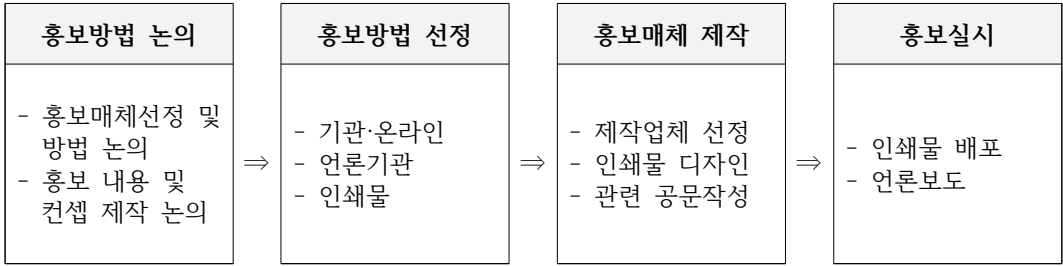 홍보방법 논의
- 홍보매체선정 및
방법 논의
- 홍보 내용 및
컨셉 제작 논의
⇒
홍보방법 선정
- 기관·온라인
- 언론기관
- 인쇄물
⇒
홍보매체 제작
- 제작업체 선정
- 인쇄물 디자인
- 관련 공문작성
⇒
홍보실시
- 인쇄물 배포
- 언론보도